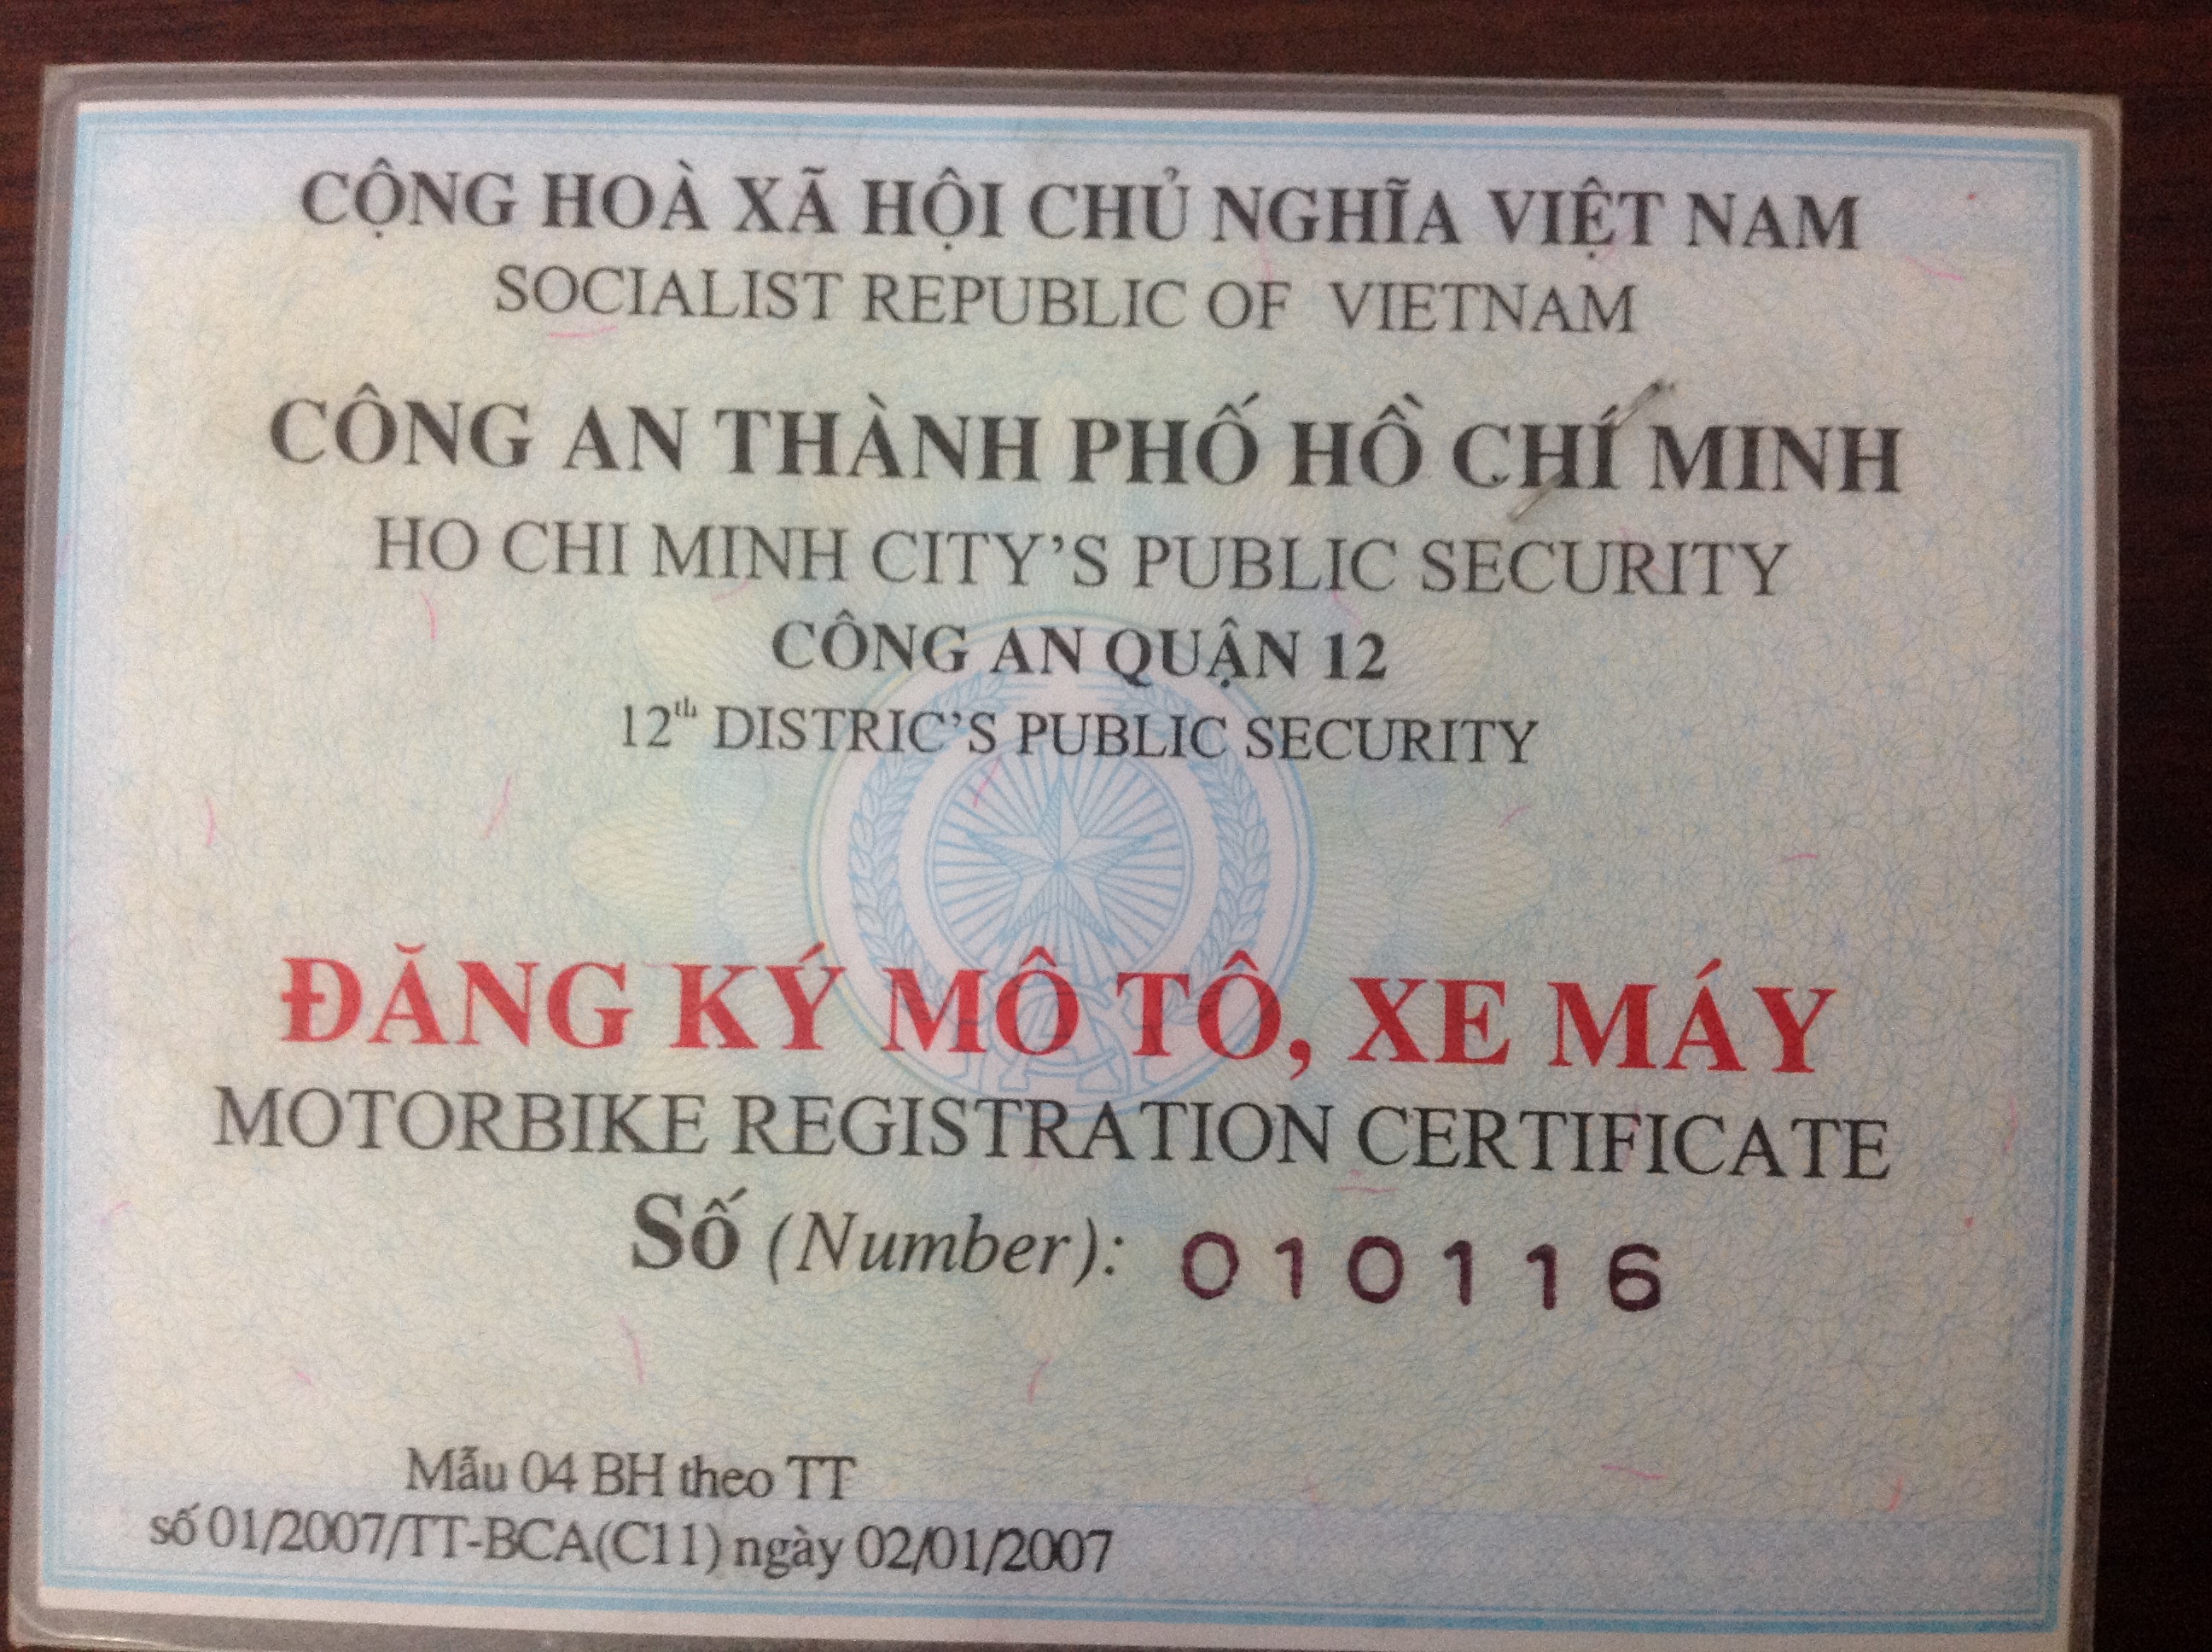 CỘNG HOÀ XÃ HỘI CHỦ NGHĨA VIỆT NAM
SOCIALIST REPUBLIC OF VIETNAM
CÔNG AN THÀNH PHỐ HỒ CHÍ MINH
HO CHI MINH CITY’S PUBLIC SECURITY
CÔNG AN QUẬN 12
12th DISTRIC’S PUBLIC SECURITY
ĐĂNG KÝ MÔ TÔ, XE MÁY
MOTORBIKE REGISTRATION CERTIFICATE
Số (Number): 010116
Mẫu 04 BH theo TT
số 01/2007/TT-BCA(C11) ngày 02/01/2007